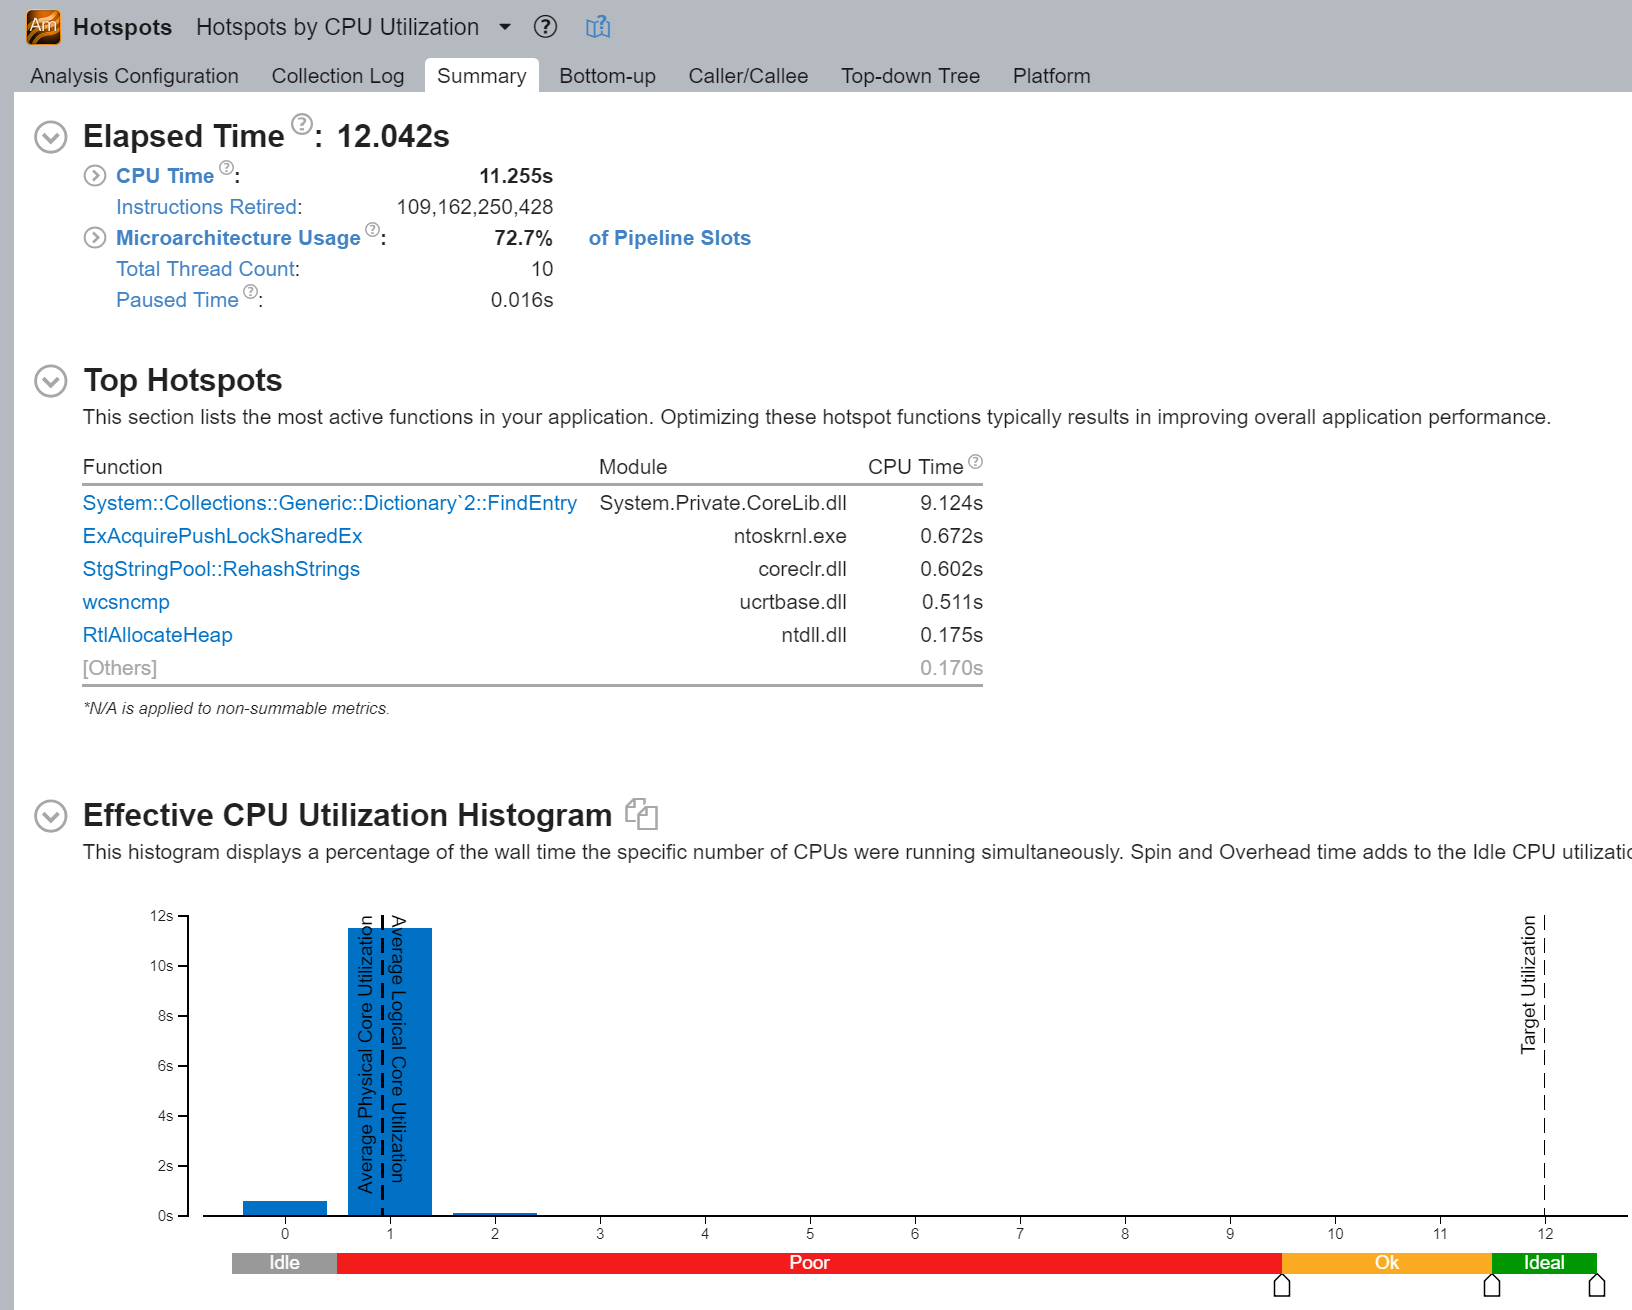 Am Hotspots Hotspots by CPU Utilization ?  ?
Analysis Configuration Collection Log Summary Bottom-up Caller/Callee Top-down Tree Platform
Elapsed Time ?: 12.042s
CPU Time ?: 11.255s
Instructions Retired: 109,162,250,428
Microarchitecture Usage ?: 72.7% of Pipeline Slots
Total Thread Count: 10
Paused Time ?: 0.016s
Top Hotspots
This section lists the most active functions in your application. Optimizing these hotspot functions typically results in improving overall application performance.
Function Module CPU Time ?
System::Collections::Generic::Dictionary`2::FindEntry System.Private.CoreLib.dll 9.124s
ExAcquirePushLockSharedEx ntoskrnl.exe 0.672s
StgStringPool::RehashStrings coreclr.dll 0.602s
wcsncmp ucrtbase.dll 0.511s
RtlAllocateHeap ntdll.dll 0.175s
[Others] 0.170s
*N/A is applied to non-summable metrics.
Effective CPU Utilization Histogram
This histogram displays a percentage of the wall time the specific number of CPUs were running simultaneously. Spin and Overhead time adds to the Idle CPU utilizatio
12s
10s
8s
6s
4s
2s
0s
Average Physical Core Utilization
Average Logical Core Utilization
Target Utilization
0 1 2 3 4 5 6 7 8 9 10 11 12
Idle Poor Ok Ideal